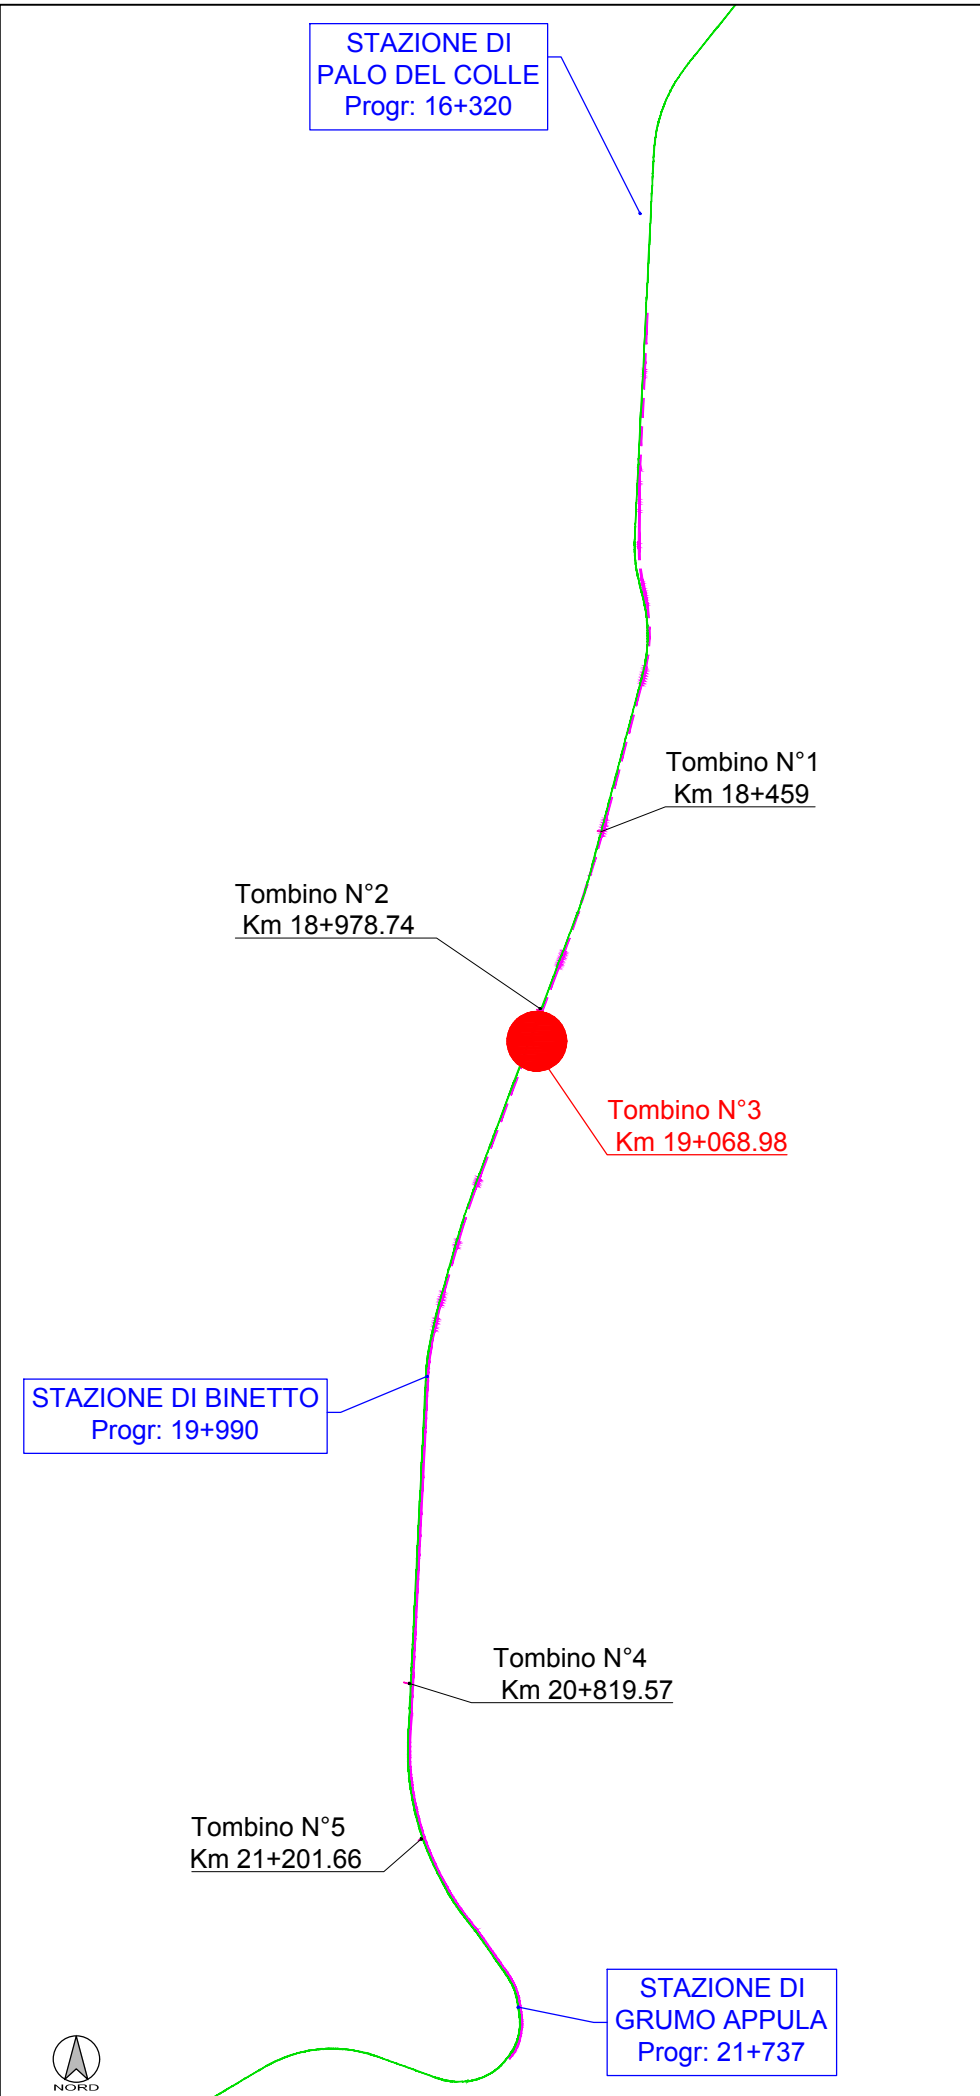 STAZIONE DI
PALO DEL COLLE
Progr: 16+320
Tombino N°1
Km 18+459
Tombino N°2
Km 18+978.74
Tombino N°3
Km 19+068.98
STAZIONE DI BINETTO
Progr: 19+990
Tombino N°4
Km 20+819.57
Tombino N°5
Km 21+201.66
STAZIONE DI
GRUMO APPULA
Progr: 21+737
NORD